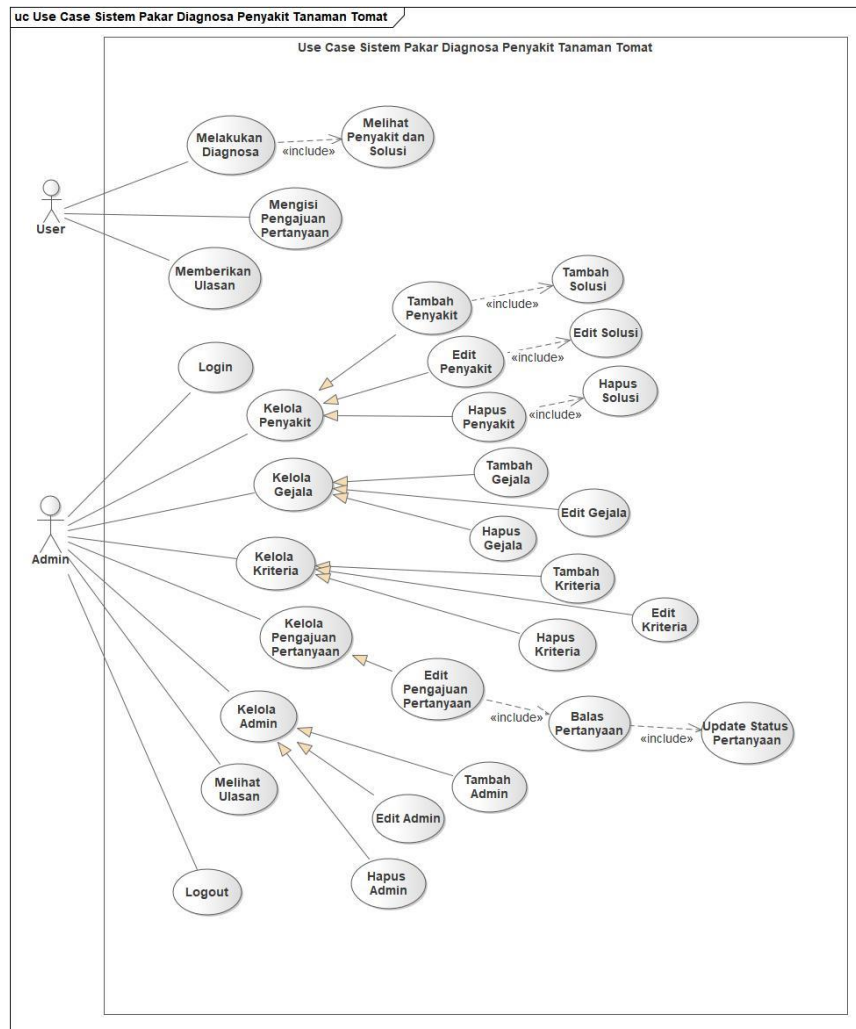 uc Use Case Sistem Pakar Diagnosa Penyakit Tanaman Tomat
Use Case Sistem Pakar Diagnosa Penyakit Tanaman Tomat
Melakukan
Diagnosa
«include»
Melihat
Penyakit dan
Solusi
User
Mengisi
Pengajuan
Pertanyaan
Memberikan
Ulasan
Tambah
Penyakit
«include»
Tambah
Solusi
Edit
Penyakit
«include»
Edit Solusi
Login
Kelola
Penyakit
Hapus
Penyakit
«include»
Hapus
Solusi
Kelola
Gejala
Tambah
Gejala
Edit Gejala
Hapus
Gejala
Admin
Kelola
Kriteria
Tambah
Kriteria
Edit
Kriteria
Hapus
Kriteria
Kelola
Pengajuan
Pertanyaan
Edit
Pengajuan
Pertanyaan
«include»
Balas
Pertanyaan
«include»
Update Status
Pertanyaan
Kelola
Admin
Tambah
Admin
Melihat
Ulasan
Edit Admin
Hapus
Admin
Logout